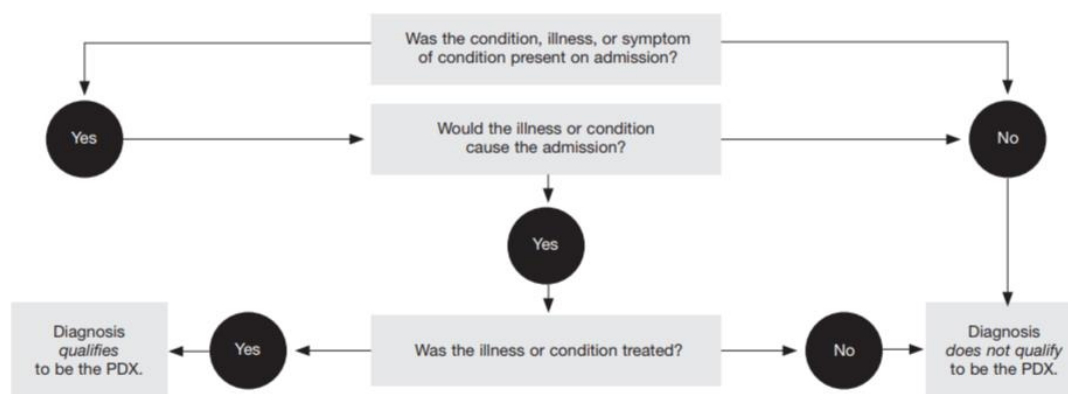 Was the condition, illness, or symptom
of condition present on admission?
Yes
Would the illness or condition
cause the admission?
No
Yes
Diagnosis
qualifies
to be the PDX.
Yes
Was the illness or condition treated?
No
Diagnosis
does not qualify
to be the PDX.